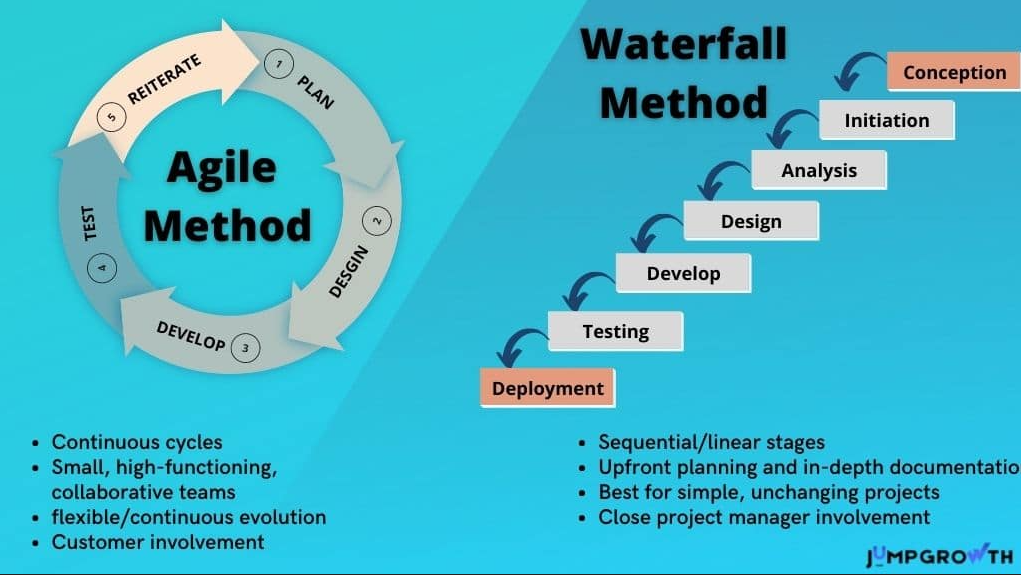 Agile
Method
1
PLAN
2
DESGIN
3
DEVELOP
4
TEST
5
REITERATE
• Continuous cycles
• Small, high-functioning,
collaborative teams
• flexible/continuous evolution
• Customer involvement
Waterfall
Method
Conception
Initiation
Analysis
Design
Develop
Testing
Deployment
• Sequential/linear stages
• Upfront planning and in-depth documentatio
• Best for simple, unchanging projects
• Close project manager involvement
JUMPGROWTH